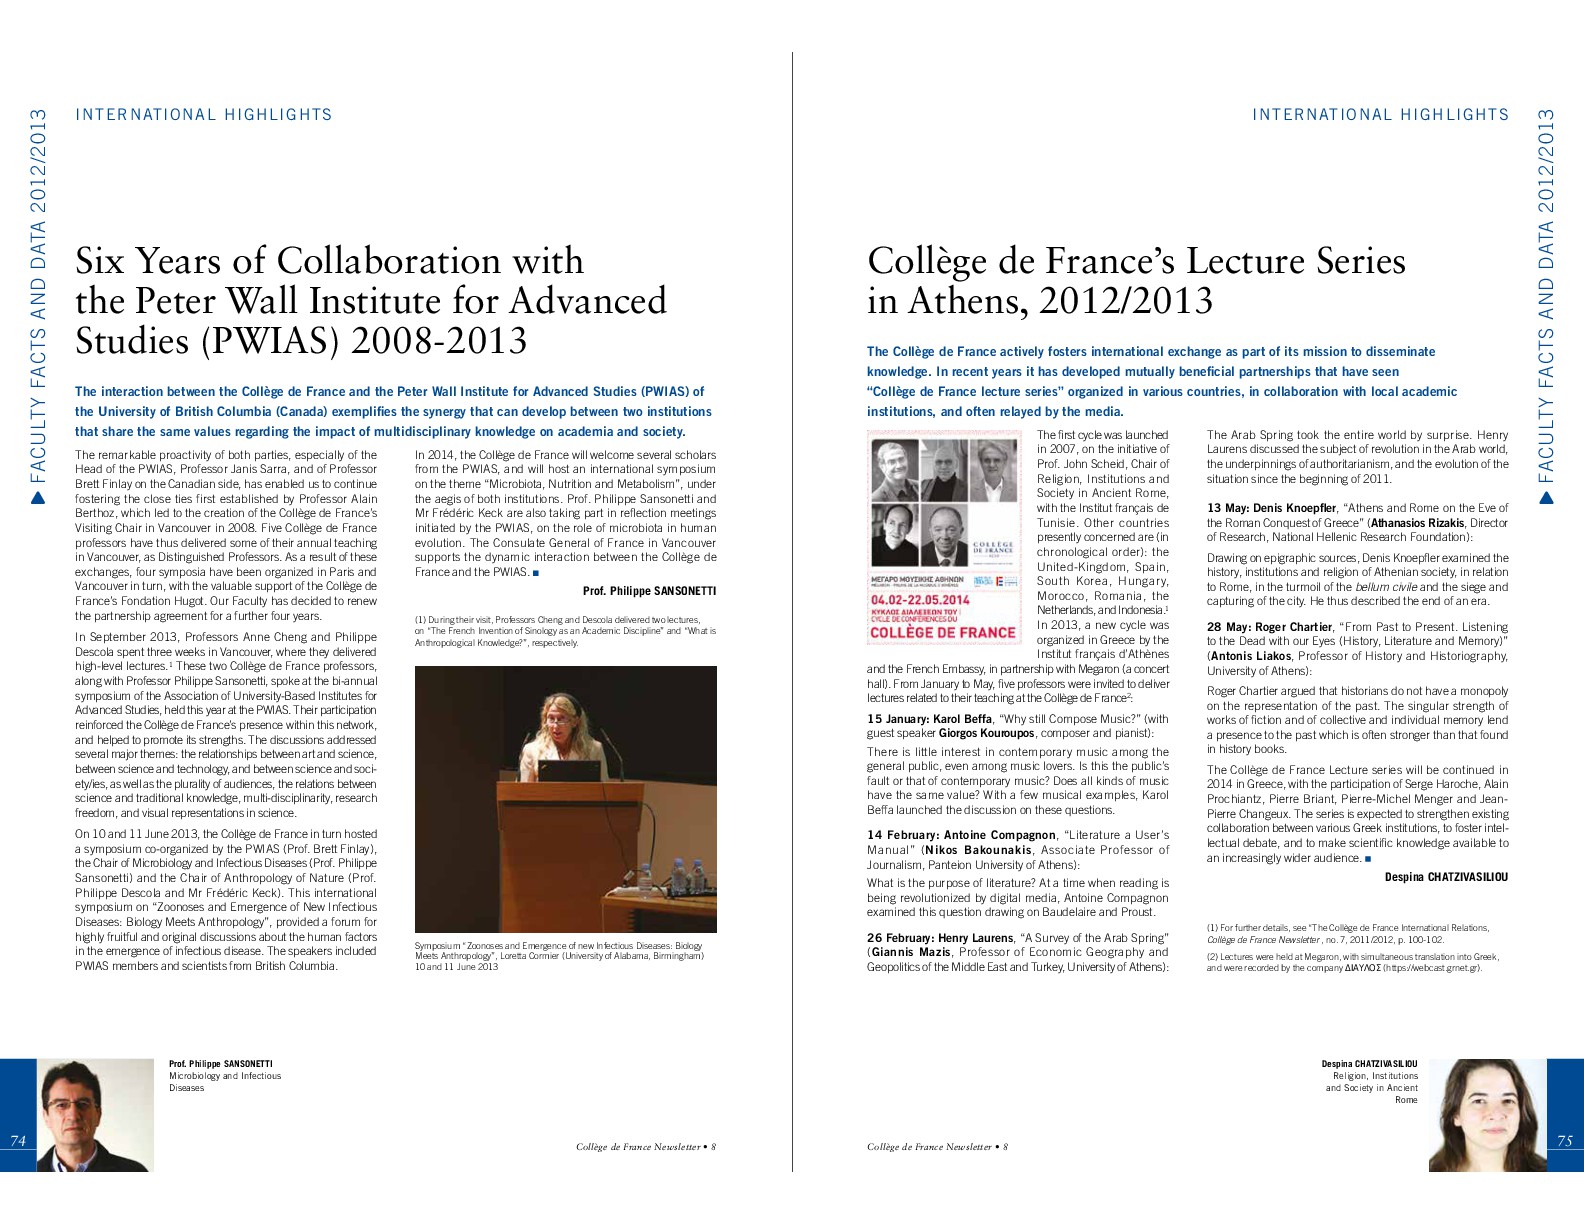 INTERNATIONAL HIGHLIGHTS
FACULTY FACTS AND DATA 2012/2013
Six Years of Collaboration with
the Peter Wall Institute for Advanced
Studies (PWIAS) 2008-2013
The interaction between the Collège de France and the Peter Wall Institute for Advanced Studies (PWIAS) of
the University of British Columbia (Canada) exemplifies the synergy that can develop between two institutions
that share the same values regarding the impact of multidisciplinary knowledge on academia and society.
The remarkable proactivity of both parties, especially of the
Head of the PWIAS, Professor Janis Sarra, and of Professor
Brett Finlay on the Canadian side, has enabled us to continue
fostering the close ties first established by Professor Alain
Berthoz, which led to the creation of the Collège de France's
Visiting Chair in Vancouver in 2008. Five Collège de France
professors have thus delivered some of their annual teaching
in Vancouver, as Distinguished Professors. As a result of these
exchanges, four symposia have been organized in Paris and
Vancouver in turn, with the valuable support of the Collège de
France's Fondation Hugot. Our Faculty has decided to renew
the partnership agreement for a further four years.
In September 2013, Professors Anne Cheng and Philippe
Descola spent three weeks in Vancouver, where they delivered
high-level lectures.¹ These two Collège de France professors,
along with Professor Philippe Sansonetti, spoke at the bi-annual
symposium of the Association of University-Based Institutes for
Advanced Studies, held this year at the PWIAS. Their participation
reinforced the Collège de France's presence within this network,
and helped to promote its strengths. The discussions addressed
several major themes: the relationships between art and science,
between science and technology, and between science and soci-
ety/ies, as well as the plurality of audiences, the relations between
science and traditional knowledge, multi-disciplinarity, research
freedom, and visual representations in science.
On 10 and 11 June 2013, the Collège de France in turn hosted
a symposium co-organized by the PWIAS (Prof. Brett Finlay),
the Chair of Microbiology and Infectious Diseases (Prof. Philippe
Sansonetti) and the Chair of Anthropology of Nature (Prof.
Philippe Descola and Mr Frédéric Keck). This international
symposium on "Zoonoses and Emergence of New Infectious
Diseases: Biology Meets Anthropology", provided a forum for
highly fruitful and original discussions about the human factors
in the emergence of infectious disease. The speakers included
PWIAS members and scientists from British Columbia.
In 2014, the Collège de France will welcome several scholars
from the PWIAS, and will host an international symposium
on the theme "Microbiota, Nutrition and Metabolism", under
the aegis of both institutions. Prof. Philippe Sansonetti and
Mr Frédéric Keck are also taking part in reflection meetings
initiated by the PWIAS, on the role of microbiota in human
evolution. The Consulate General of France in Vancouver
supports the dynamic interaction between the Collège de
France and the PWIAS. ■
Prof. Philippe SANSONETTI
(1) During their visit, Professors Cheng and Descola delivered two lectures,
on "The French Invention of Sinology as an Academic Discipline" and "What is
Anthropological Knowledge?", respectively.
Symposium "Zoonoses and Emergence of new Infectious Diseases: Biology
Meets Anthropology", Loretta Cormier (University of Alabama, Birmingham)
10 and 11 June 2013
Prof. Philippe SANSONETTI
Microbiology and Infectious
Diseases
74
Collège de France Newsletter • 8
INTERNATIONAL HIGHLIGHTS
FACULTY FACTS AND DATA 2012/2013
Collège de France's Lecture Series
in Athens, 2012/2013
The Collège de France actively fosters international exchange as part of its mission to disseminate
knowledge. In recent years it has developed mutually beneficial partnerships that have seen
"Collège de France lecture series" organized in various countries, in collaboration with local academic
institutions, and often relayed by the media.
COLLÈGE
DE FRANCE
ΜΕΓΑΡΟ ΜΟΥΣΙΚΗΣ ΑΘΗΝΩΝ
04.02-22.05.2014
ΚΥΚΛΟΣ ΔΙΑΛΕΞΕΩΝ ΤΟΥ
CYCLE DE CONFÉRENCES DU
COLLÈGE DE FRANCE
The first cycle was launched
in 2007, on the initiative of
Prof. John Scheid, Chair of
Religion, Institutions and
Society in Ancient Rome,
with the Institut français de
Tunisie. Other countries
presently concerned are (in
chronological order): the
United-Kingdom, Spain,
South Korea, Hungary,
Morocco, Romania, the
Netherlands, and Indonesia.¹
In 2013, a new cycle was
organized in Greece by the
Institut français d'Athènes
and the French Embassy, in partnership with Megaron (a concert
hall). From January to May, five professors were invited to deliver
lectures related to their teaching at the Collège de France²:
15 January: Karol Beffa, "Why still Compose Music?" (with
guest speaker Giorgos Kouroupos, composer and pianist):
There is little interest in contemporary music among the
general public, even among music lovers. Is this the public's
fault or that of contemporary music? Does all kinds of music
have the same value? With a few musical examples, Karol
Beffa launched the discussion on these questions.
14 February: Antoine Compagnon, "Literature a User's
Manual" (Nikos Bakounakis, Associate Professor of
Journalism, Panteion University of Athens):
What is the purpose of literature? At a time when reading is
being revolutionized by digital media, Antoine Compagnon
examined this question drawing on Baudelaire and Proust.
26 February: Henry Laurens, "A Survey of the Arab Spring"
(Giannis Mazis, Professor of Economic Geography and
Geopolitics of the Middle East and Turkey, University of Athens):
The Arab Spring took the entire world by surprise. Henry
Laurens discussed the subject of revolution in the Arab world,
the underpinnings of authoritarianism, and the evolution of the
situation since the beginning of 2011.
13 May: Denis Knoepfler, "Athens and Rome on the Eve of
the Roman Conquest of Greece" (Athanasios Rizakis, Director
of Research, National Hellenic Research Foundation):
Drawing on epigraphic sources, Denis Knoepfler examined the
history, institutions and religion of Athenian society, in relation
to Rome, in the turmoil of the bellum civile and the siege and
capturing of the city. He thus described the end of an era.
28 May: Roger Chartier, "From Past to Present. Listening
to the Dead with our Eyes (History, Literature and Memory)"
(Antonis Liakos, Professor of History and Historiography,
University of Athens):
Roger Chartier argued that historians do not have a monopoly
on the representation of the past. The singular strength of
works of fiction and of collective and individual memory lend
a presence to the past which is often stronger than that found
in history books.
The Collège de France Lecture series will be continued in
2014 in Greece, with the participation of Serge Haroche, Alain
Prochiantz, Pierre Briant, Pierre-Michel Menger and Jean-
Pierre Changeux. The series is expected to strengthen existing
collaboration between various Greek institutions, to foster intel-
lectual debate, and to make scientific knowledge available to
an increasingly wider audience. ■
Despina CHATZIVASILIOU
(1) For further details, see "The Collège de France International Relations,
Collège de France Newsletter, no. 7, 2011/2012, p. 100-102.
(2) Lectures were held at Megaron, with simultaneous translation into Greek,
and were recorded by the company ΔΙΑΥΛΟΣ (https://webcast.grnet.gr).
Despina CHATZIVASILIOU
Religion, Institutions
and Society in Ancient
Rome
Collège de France Newsletter • 8
75